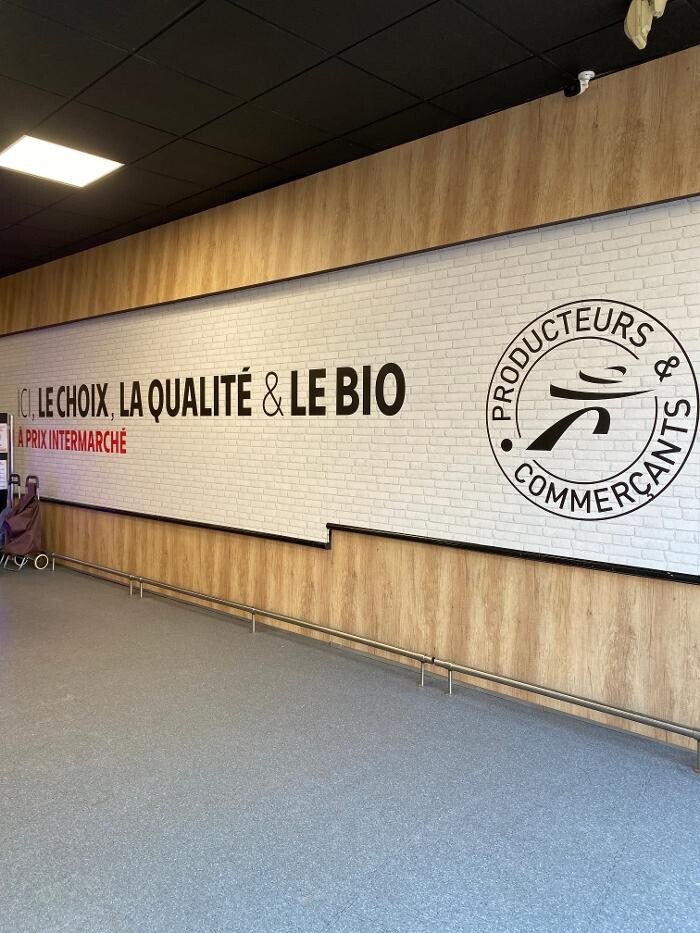 ICI, LE CHOIX, LA QUALITÉ & LE BIO
À PRIX INTERMARCHÉ
PRODUCTEURS &
COMMERÇANTS